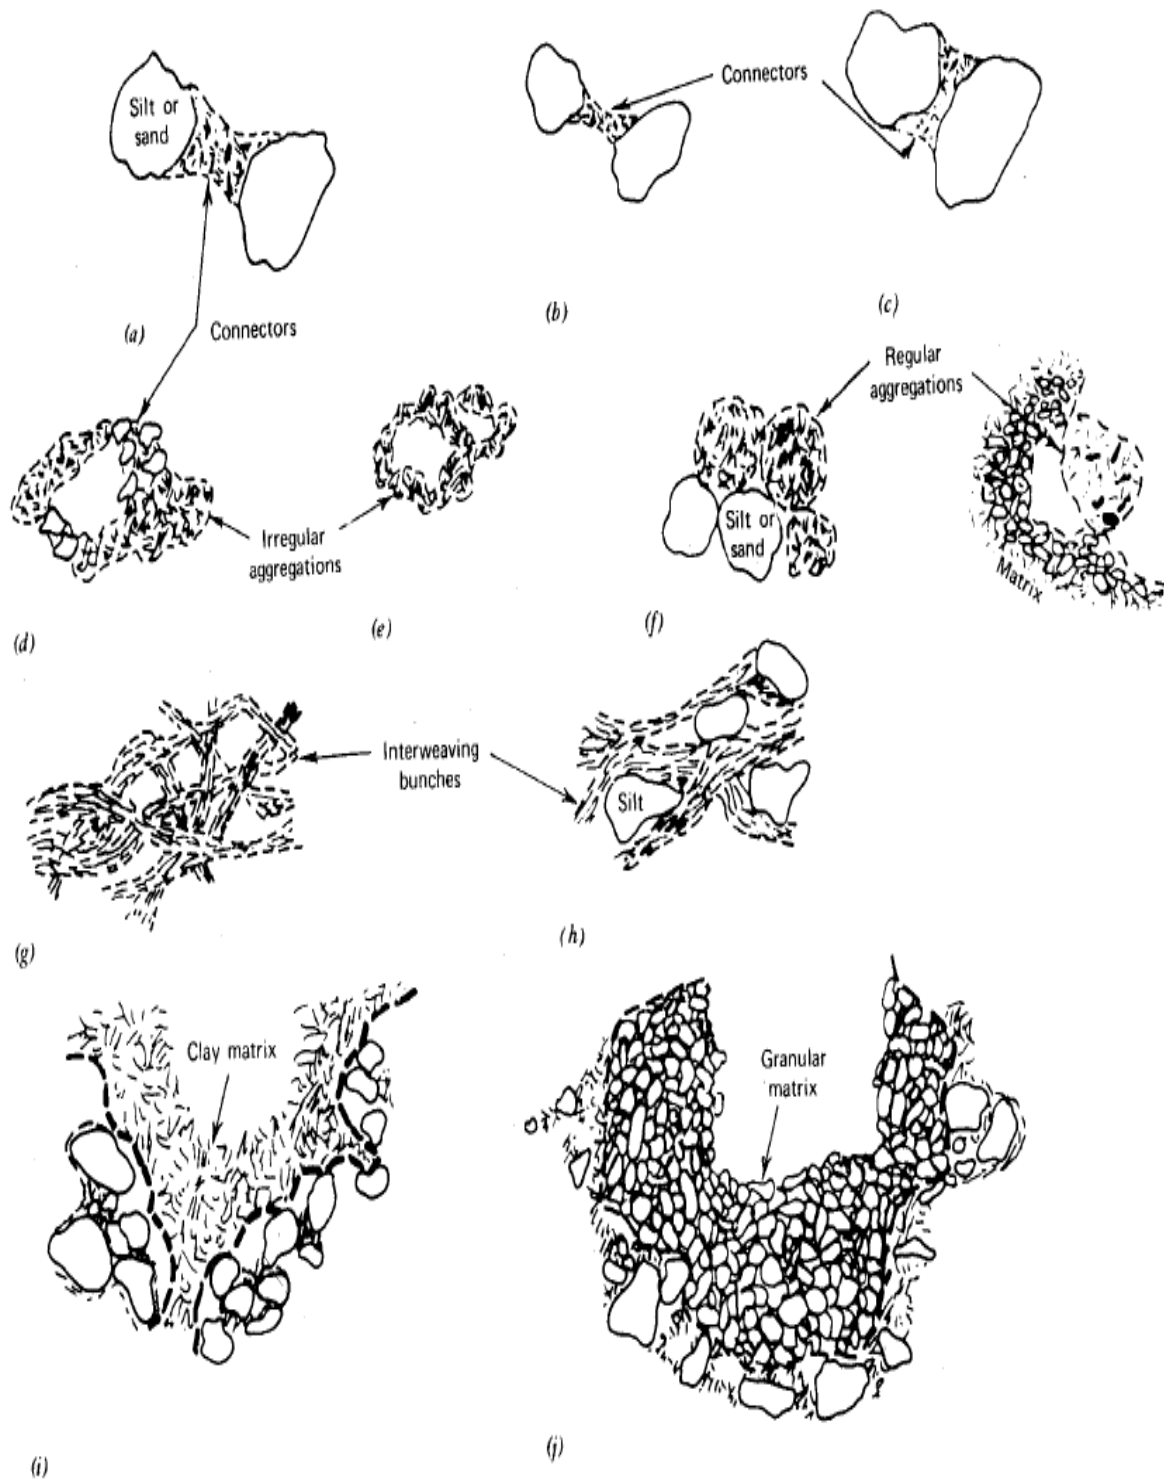 Silt or
sand
Connectors
(a)
Connectors
(b)
(c)
Regular
aggregations
Irregular
aggregations
Silt or
sand
Matrix
(d)
(e)
(f)
Interweaving
bunches
Silt
(g)
(h)
Clay matrix
Granular
matrix
(i)
(j)